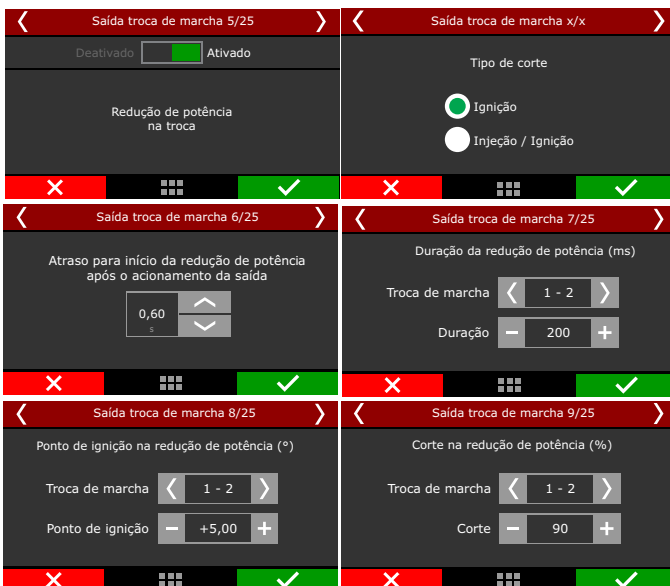 Saída troca de marcha 5/25
Deativado Ativado
Redução de potência
na troca
Saída troca de marcha x/x
Tipo de corte
Ignição
Injeção / Ignição
Saída troca de marcha 6/25
Atraso para início da redução de potência
após o acionamento da saída
0,60
s
Saída troca de marcha 7/25
Duração da redução de potência (ms)
Troca de marcha 1 - 2
Duração 200
Saída troca de marcha 8/25
Ponto de ignição na redução de potência (°)
Troca de marcha 1 - 2
Ponto de ignição +5,00
Saída troca de marcha 9/25
Corte na redução de potência (%)
Troca de marcha 1 - 2
Corte 90